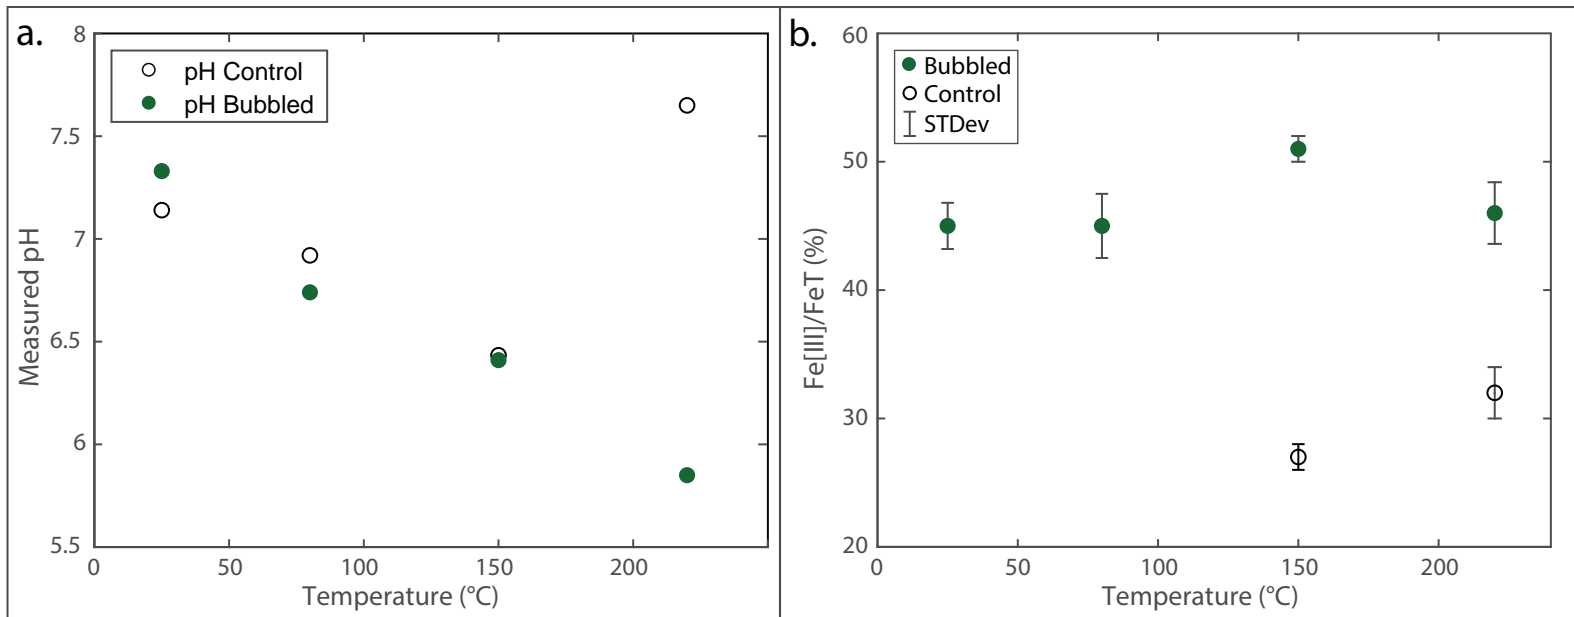 a.
pH Control
pH Bubbled
8
7.5
7
6.5
6
5.5
Measured pH
0
50
100
150
200
Temperature (°C)
b.
Bubbled
Control
STDev
60
50
40
30
20
Fe[III]/FeT (%)
0
50
100
150
200
Temperature (°C)